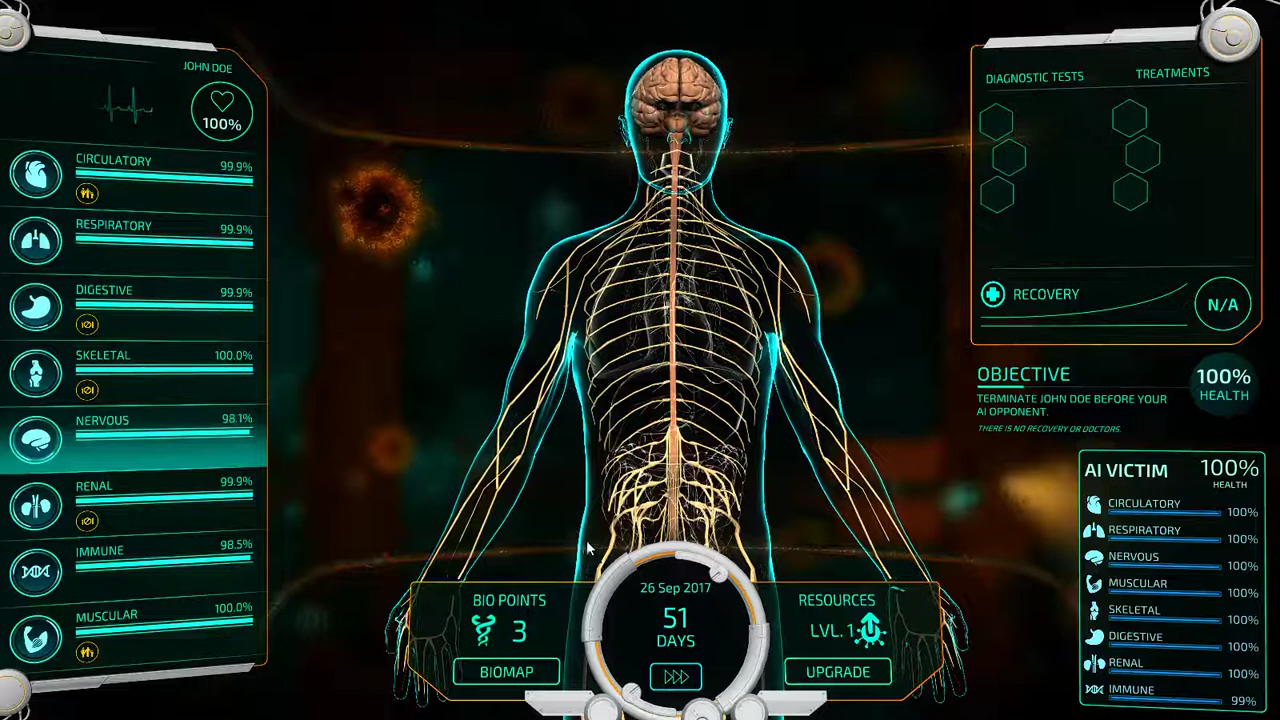 JOHN DOE
100%
CIRCULATORY 99.9%
RESPIRATORY 99.9%
DIGESTIVE 99.9%
SKELETAL 100.0%
NERVOUS 98.1%
RENAL 99.9%
IMMUNE 98.5%
MUSCULAR 100.0%
BIO POINTS
3
BIOMAP
26 Sep 2017
51
DAYS
RESOURCES
LVL. 1
UPGRADE
DIAGNOSTIC TESTS TREATMENTS
RECOVERY N/A
OBJECTIVE
TERMINATE JOHN DOE BEFORE YOUR
AI OPPONENT.
THERE IS NO RECOVERY OR DOCTORS.
100%
HEALTH
AI VICTIM 100%
HEALTH
CIRCULATORY 100%
RESPIRATORY 100%
NERVOUS 100%
MUSCULAR 100%
SKELETAL 100%
DIGESTIVE 100%
RENAL 100%
IMMUNE 99%